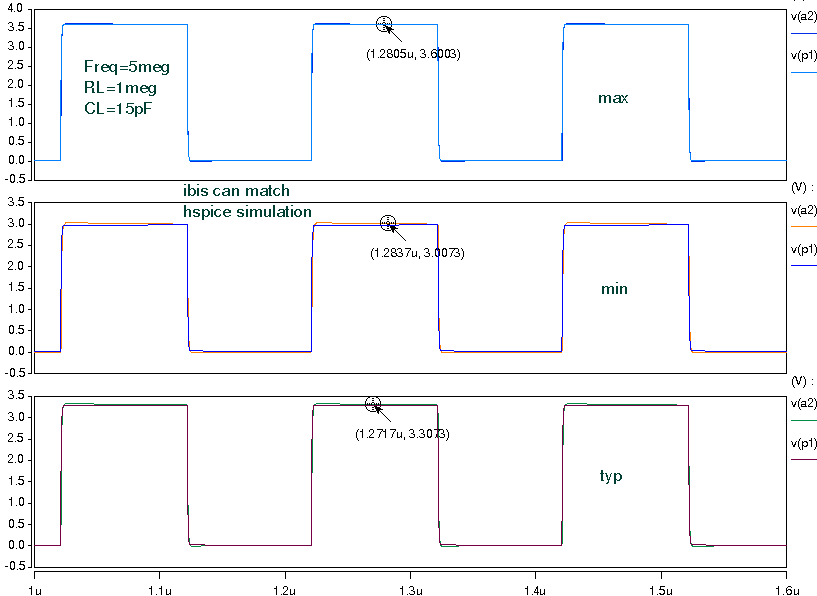 4.0
3.5
3.0
2.5
2.0
1.5
1.0
0.5
0.0
-0.5
Freq=5meg
RL=1meg
CL=15pF
(1.2805u, 3.6003)
max
v(a2)
v(p1)
ibis can match
hspice simulation
(V) :
3.5
3.0
2.5
2.0
1.5
1.0
0.5
0.0
-0.5
(1.2837u, 3.0073)
min
v(a2)
v(p1)
(V) :
3.5
3.0
2.5
2.0
1.5
1.0
0.5
0.0
-0.5
(1.2717u, 3.3073)
typ
v(a2)
v(p1)
1u 1.1u 1.2u 1.3u 1.4u 1.5u 1.6u